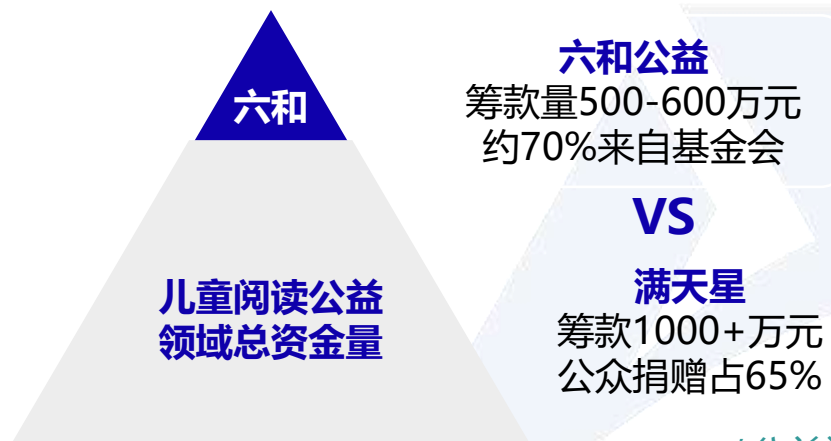 六和
儿童阅读公益
领域总资金量
六和公益
筹款量500-600万元
约70%来自基金会
VS
满天星
筹款1000+万元
公众捐赠占65%